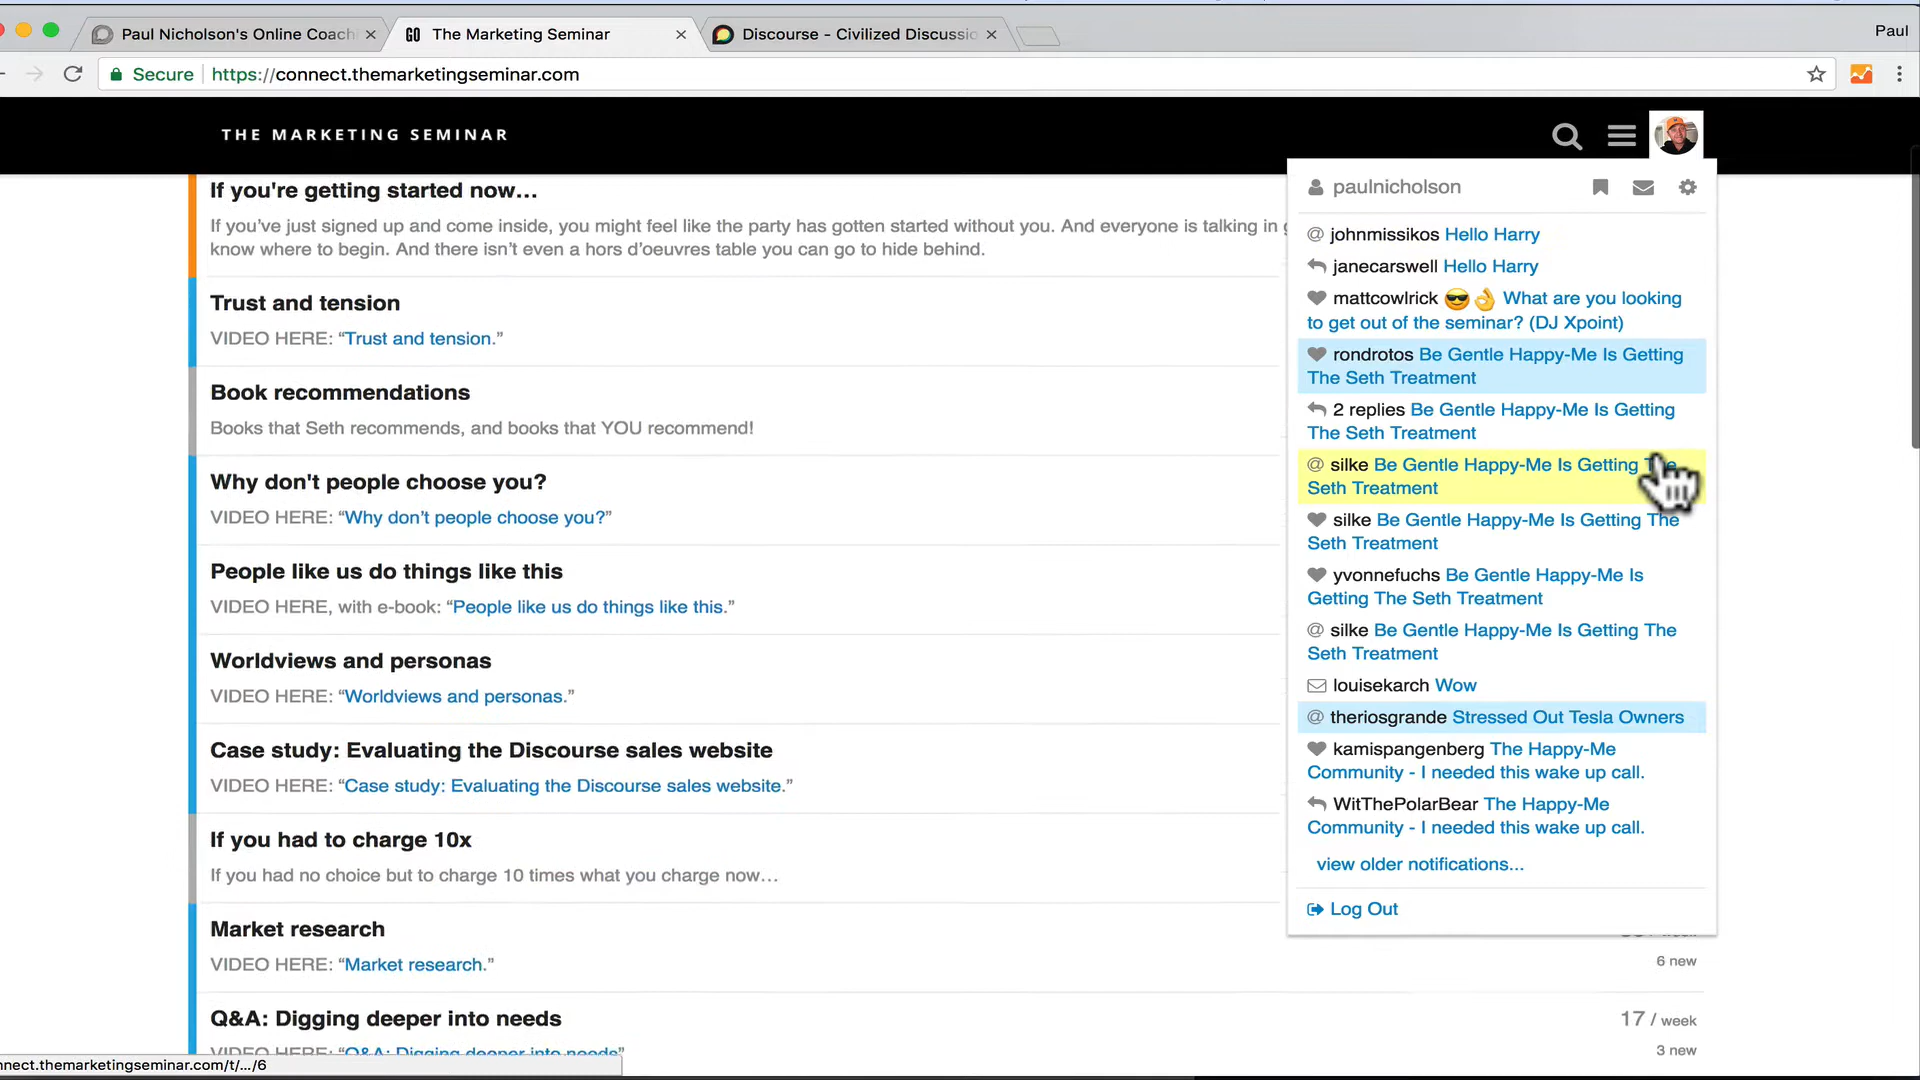 Paul Nicholson's Online Coach
The Marketing Seminar
Discourse - Civilized Discussio
Paul
Secure
https://connect.themarketingseminar.com
THE MARKETING SEMINAR
If you're getting started now…
If you've just signed up and come inside, you might feel like the party has gotten started without you. And everyone is talking in
know where to begin. And there isn't even a hors d'oeuvres table you can go to hide behind.
Trust and tension
VIDEO HERE: “Trust and tension.”
Book recommendations
Books that Seth recommends, and books that YOU recommend!
Why don't people choose you?
VIDEO HERE: “Why don’t people choose you?”
People like us do things like this
VIDEO HERE, with e-book: “People like us do things like this.”
Worldviews and personas
VIDEO HERE: “Worldviews and personas.”
Case study: Evaluating the Discourse sales website
VIDEO HERE: “Case study: Evaluating the Discourse sales website.”
If you had to charge 10x
If you had no choice but to charge 10 times what you charge now…
Market research
VIDEO HERE: “Market research.”
6 new
Q&A: Digging deeper into needs
17 / week
VIDEO HERE: “Q&A: Digging deeper into needs”
3 new
paulnicholson
@ johnmissikos Hello Harry
janecarswell Hello Harry
mattcowlrick 😎👌 What are you looking
to get out of the seminar? (DJ Xpoint)
rondrotos Be Gentle Happy-Me Is Getting
The Seth Treatment
2 replies Be Gentle Happy-Me Is Getting
The Seth Treatment
@ silke Be Gentle Happy-Me Is Getting The
Seth Treatment
silke Be Gentle Happy-Me Is Getting The
Seth Treatment
yvonnefuchs Be Gentle Happy-Me Is
Getting The Seth Treatment
@ silke Be Gentle Happy-Me Is Getting The
Seth Treatment
louisekarch Wow
@ theriosgrande Stressed Out Tesla Owners
kamispangenberg The Happy-Me
Community - I needed this wake up call.
WitThePolarBear The Happy-Me
Community - I needed this wake up call.
view older notifications...
Log Out
nnect.themarketingseminar.com/t/.../6